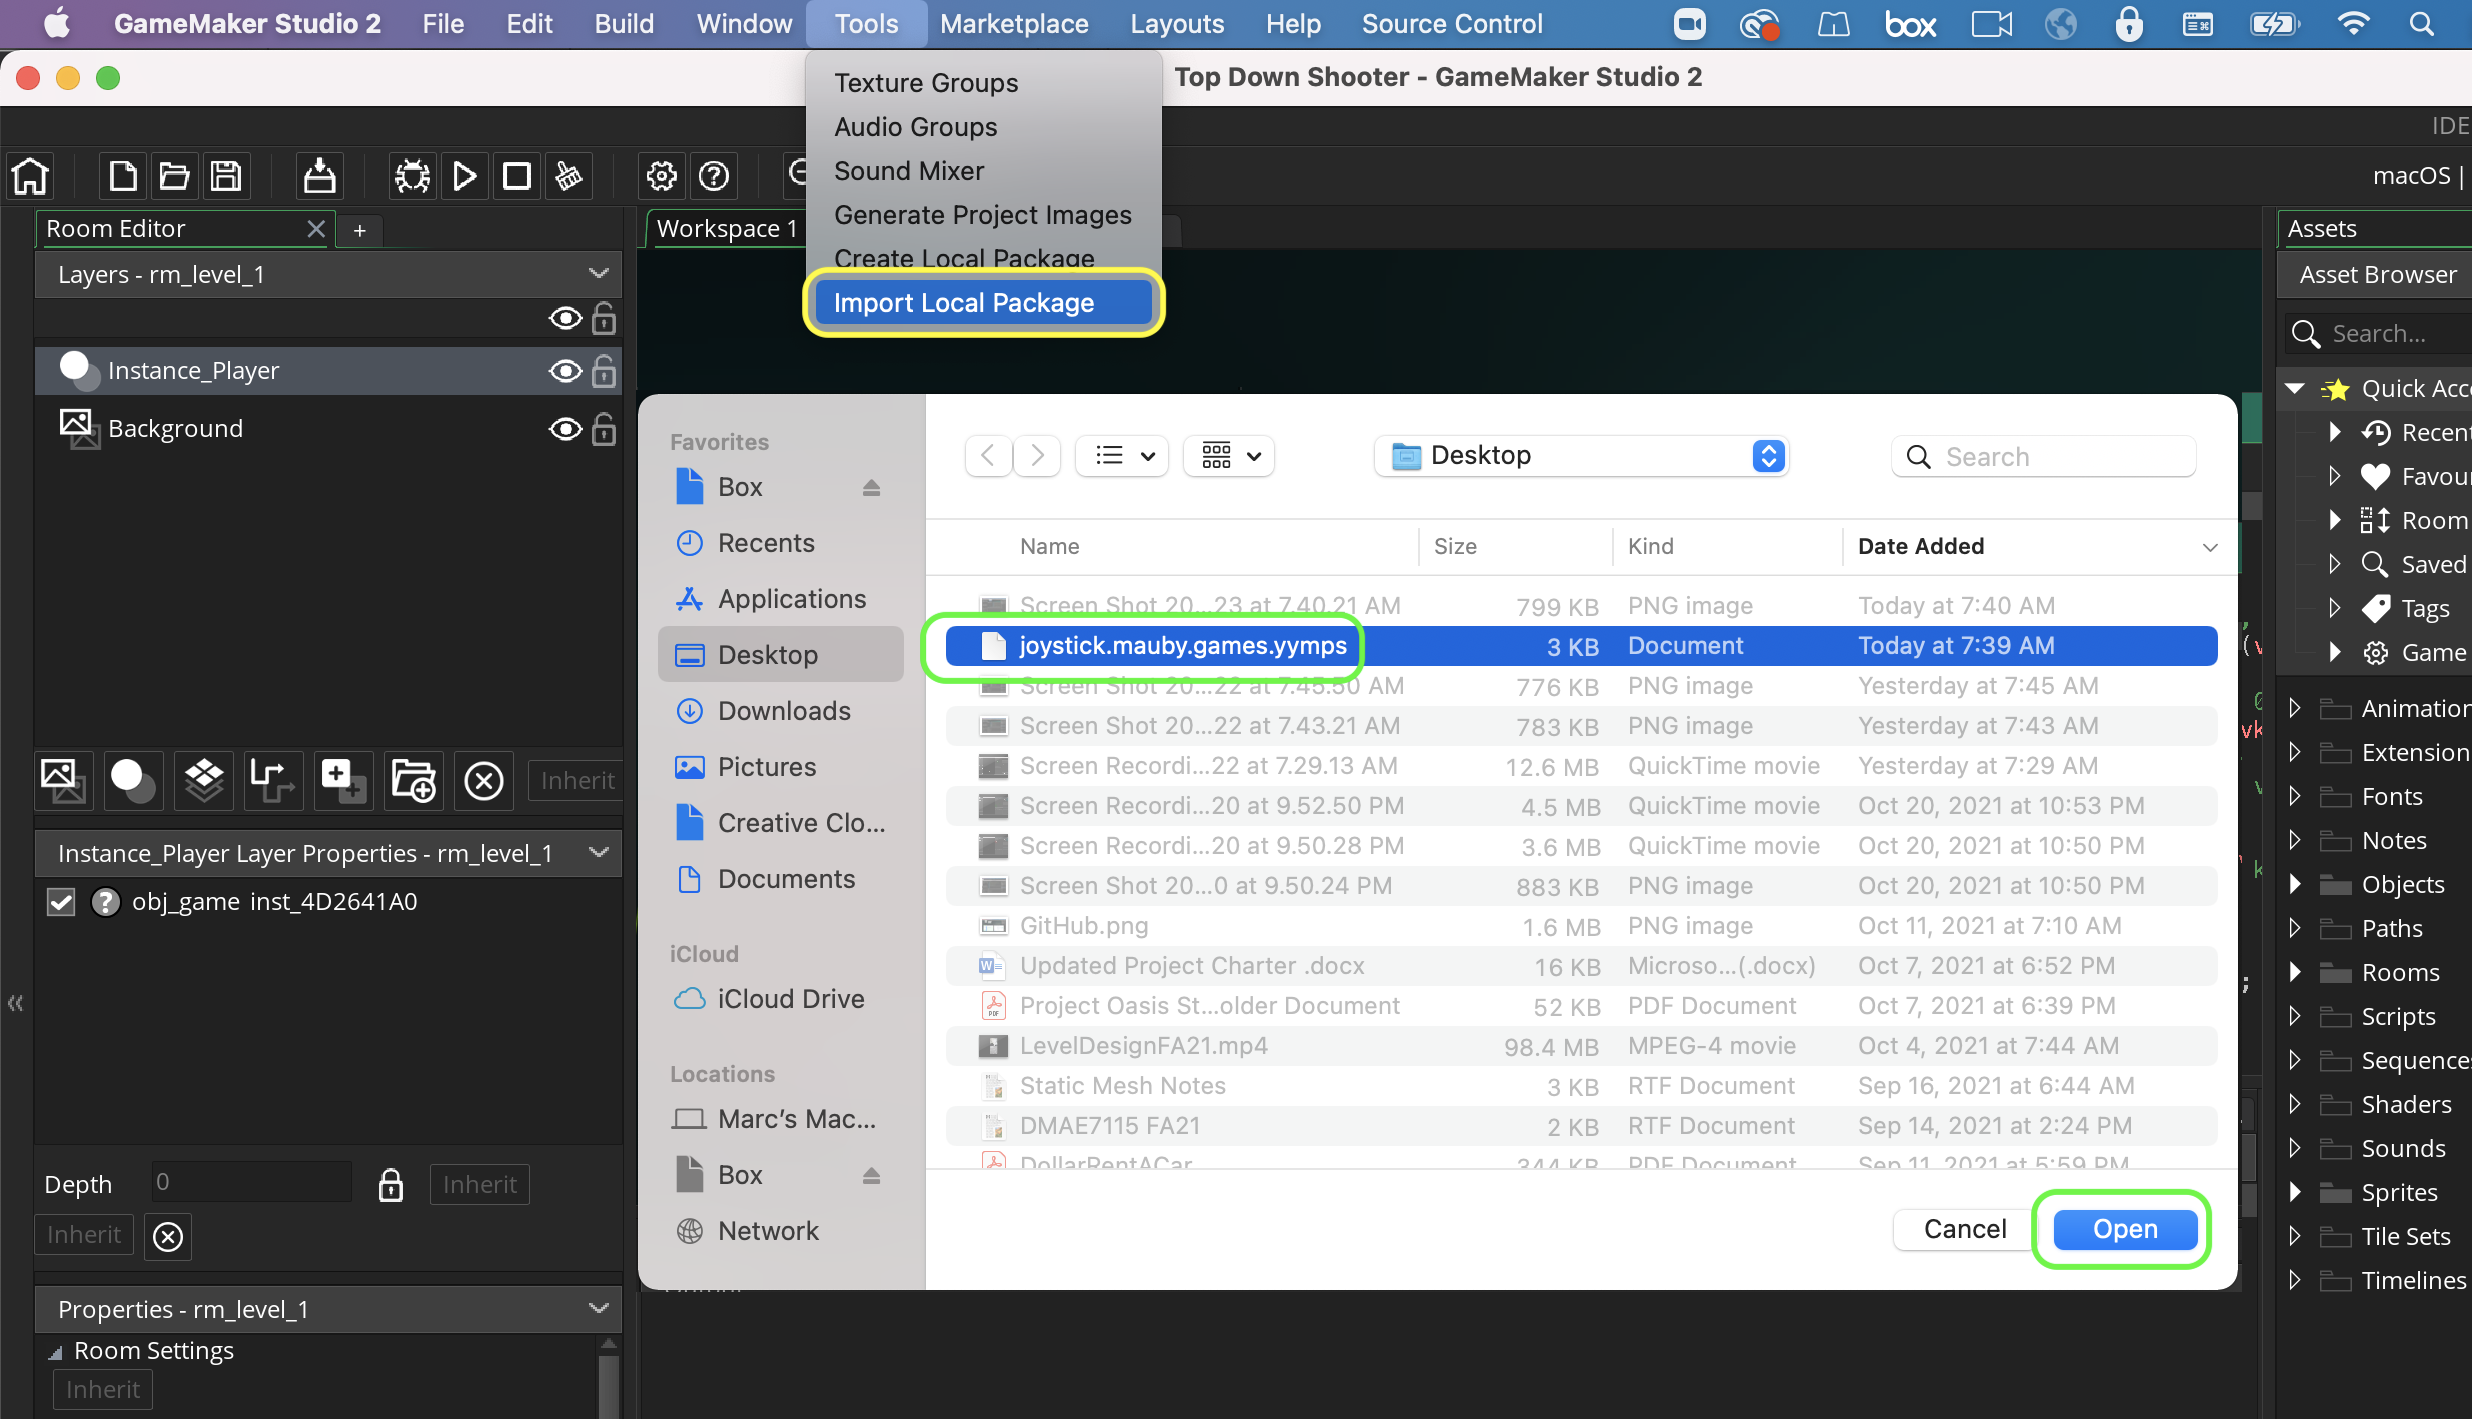 GameMaker Studio 2 File Edit Build Window Tools Marketplace Layouts Help Source Control box
Top Down Shooter - GameMaker Studio 2
Texture Groups
Audio Groups
Sound Mixer
Generate Project Images
Create Local Package
Import Local Package
IDE
macOS |
Room Editor
+
Workspace 1
Layers - rm_level_1
Instance_Player
Background
Inherit
Instance_Player Layer Properties - rm_level_1
obj_game inst_4D2641A0
Depth 0 Inherit
Inherit
Properties - rm_level_1
Room Settings
Inherit
Favorites
Box
Recents
Applications
Desktop
Downloads
Pictures
Creative Clo...
Documents
iCloud
iCloud Drive
Locations
Marc's Mac...
Box
Network
Desktop
Search
Name Size Kind Date Added
Screen Shot 20...23 at 7.40.21 AM 799 KB PNG image Today at 7:40 AM
joystick.mauby.games.yymps 3 KB Document Today at 7:39 AM
Screen Shot 20...22 at 7.45.50 AM 776 KB PNG image Yesterday at 7:45 AM
Screen Shot 20...22 at 7.43.21 AM 783 KB PNG image Yesterday at 7:43 AM
Screen Recordi...22 at 7.29.13 AM 12.6 MB QuickTime movie Yesterday at 7:29 AM
Screen Recordi...20 at 9.52.50 PM 4.5 MB QuickTime movie Oct 20, 2021 at 10:53 PM
Screen Recordi...20 at 9.50.28 PM 3.6 MB QuickTime movie Oct 20, 2021 at 10:50 PM
Screen Shot 20...0 at 9.50.24 PM 883 KB PNG image Oct 20, 2021 at 10:50 PM
GitHub.png 1.6 MB PNG image Oct 11, 2021 at 7:10 AM
Updated Project Charter .docx 16 KB Microso...(.docx) Oct 7, 2021 at 6:52 PM
Project Oasis St...older Document 52 KB PDF Document Oct 7, 2021 at 6:39 PM
LevelDesignFA21.mp4 98.4 MB MPEG-4 movie Oct 4, 2021 at 7:44 AM
Static Mesh Notes 3 KB RTF Document Sep 16, 2021 at 6:44 AM
DMAE7115 FA21 2 KB RTF Document Sep 14, 2021 at 2:24 PM
DollarRentACar 344 KB PDF Document Sep 11, 2021 at 5:59 PM
Cancel Open
Assets
Asset Browser
Search...
Quick Acc
Recent
Favou
Room
Saved
Tags
Game
Animation
Extension
Fonts
Notes
Objects
Paths
Rooms
Scripts
Sequences
Shaders
Sounds
Sprites
Tile Sets
Timelines